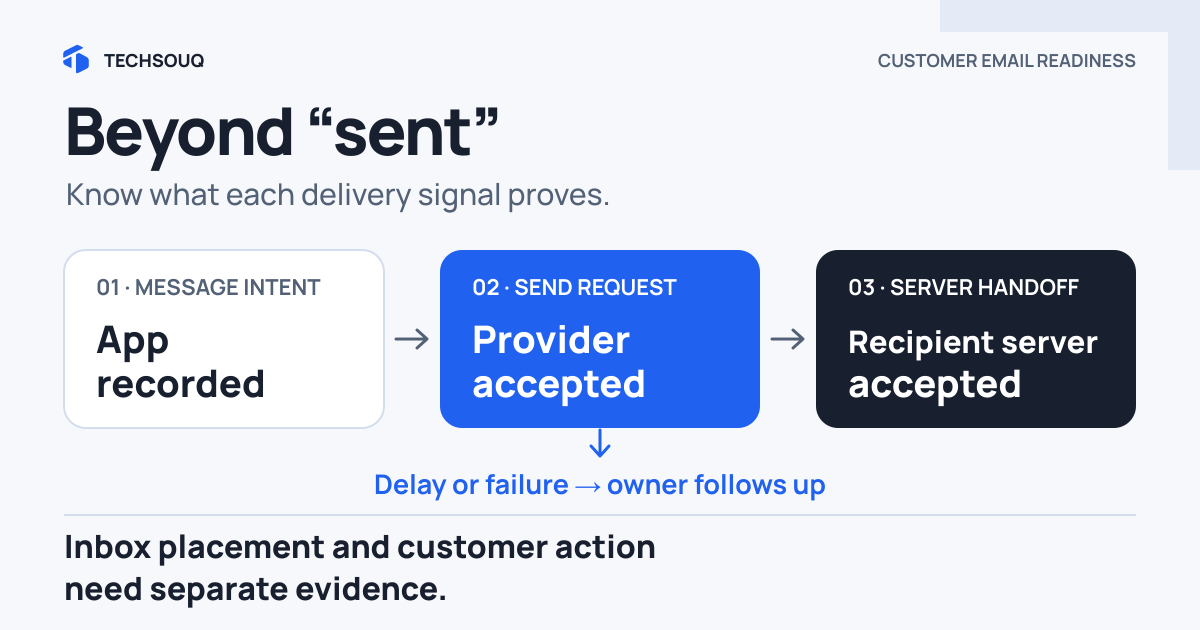 TECHSOUQ
CUSTOMER EMAIL READINESS
Beyond “sent”
Know what each delivery signal proves.
01 · MESSAGE INTENT
App
recorded
→
02 · SEND REQUEST
Provider
accepted
→
03 · SERVER HANDOFF
Recipient server
accepted
↓
Delay or failure → owner follows up
Inbox placement and customer action
need separate evidence.